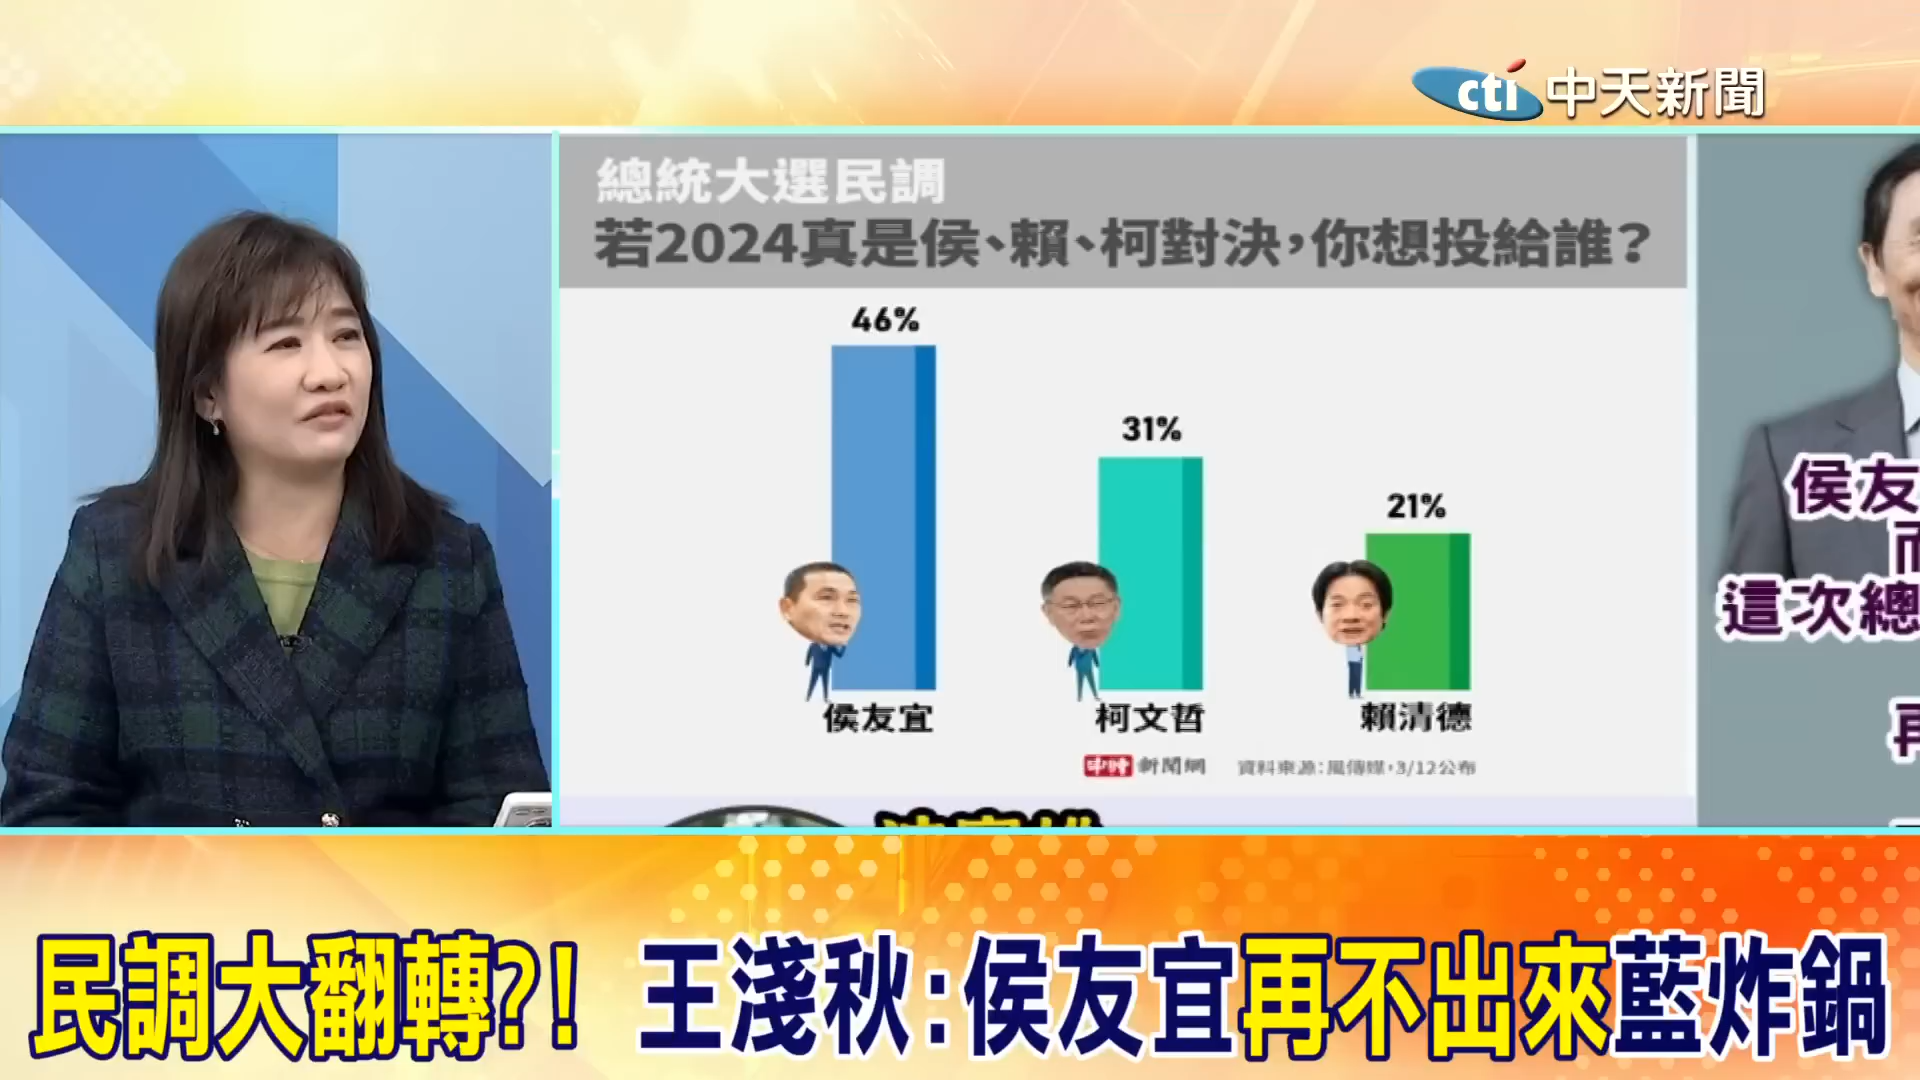 cti 中天新聞
總統大選民調
若2024真是侯、賴、柯對決，你想投給誰？
46%
31%
21%
侯友宜
柯文哲
賴清德
中時 新聞網 資料來源：風傳媒，3/12公布
侯友
這次總
再
民調大翻轉?! 王淺秋:侯友宜再不出來藍炸鍋